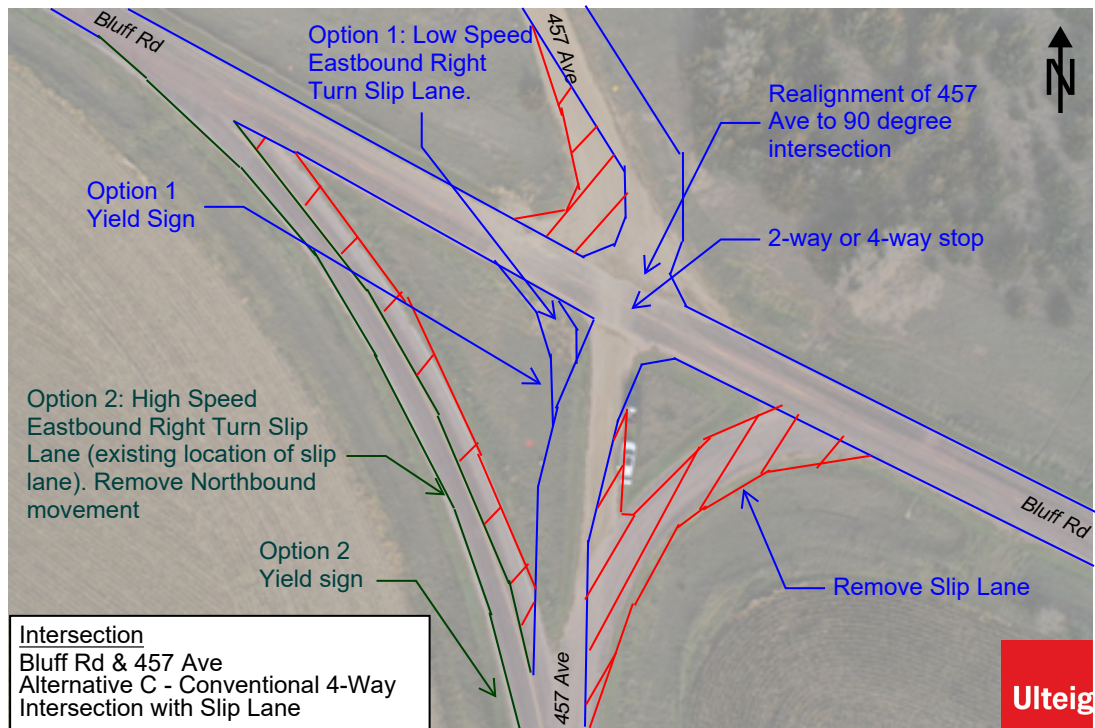 Bluff Rd
457 Ave
Option 1: Low Speed
Eastbound Right
Turn Slip Lane.
N
Realignment of 457
Ave to 90 degree
intersection
Option 1
Yield Sign
2-way or 4-way stop
Option 2: High Speed
Eastbound Right Turn Slip
Lane (existing location of slip
lane). Remove Northbound
movement
Bluff Rd
Option 2
Yield sign
Remove Slip Lane
457 Ave
Intersection
Bluff Rd & 457 Ave
Alternative C - Conventional 4-Way
Intersection with Slip Lane
Ulteig